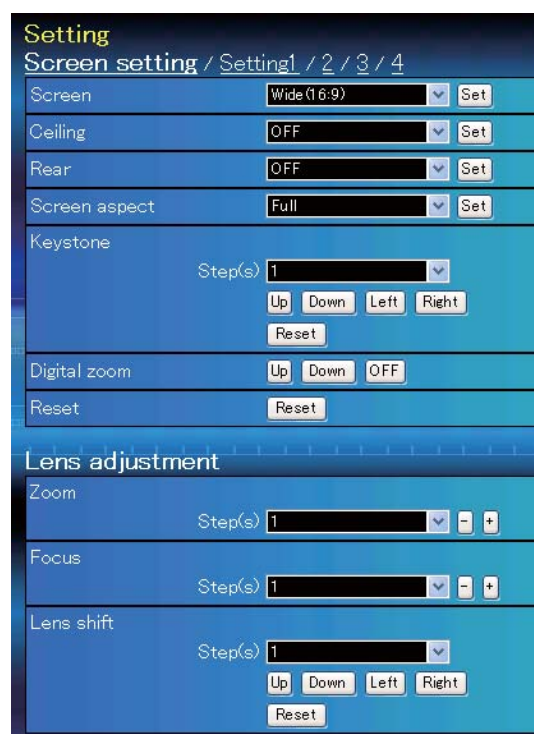 Setting
Screen setting / Setting1 / 2 / 3 / 4
Screen Wide(16:9) Set
Ceiling OFF Set
Rear OFF Set
Screen aspect Full Set
Keystone
Step(s) 1
Up Down Left Right
Reset
Digital zoom Up Down OFF
Reset Reset
Lens adjustment
Zoom
Step(s) 1 - +
Focus
Step(s) 1 - +
Lens shift
Step(s) 1
Up Down Left Right
Reset